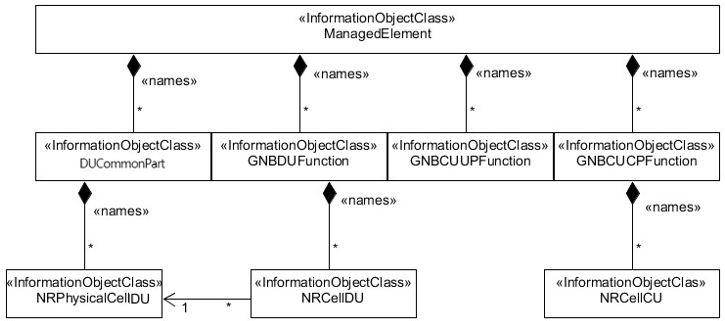 «InformationObjectClass»
ManagedElement
«names» «names» «names» «names»
* * * *
«InformationObjectClass» «InformationObjectClass» «InformationObjectClass» «InformationObjectClass»
DUCommonPart GNBDUFunction GNBCUUPFunction GNBCUCPFunction
«names» «names» «names»
* * *
«InformationObjectClass» «InformationObjectClass» «InformationObjectClas»
NRPhysicalCellDU NRCellDU NRCellCU
1 *